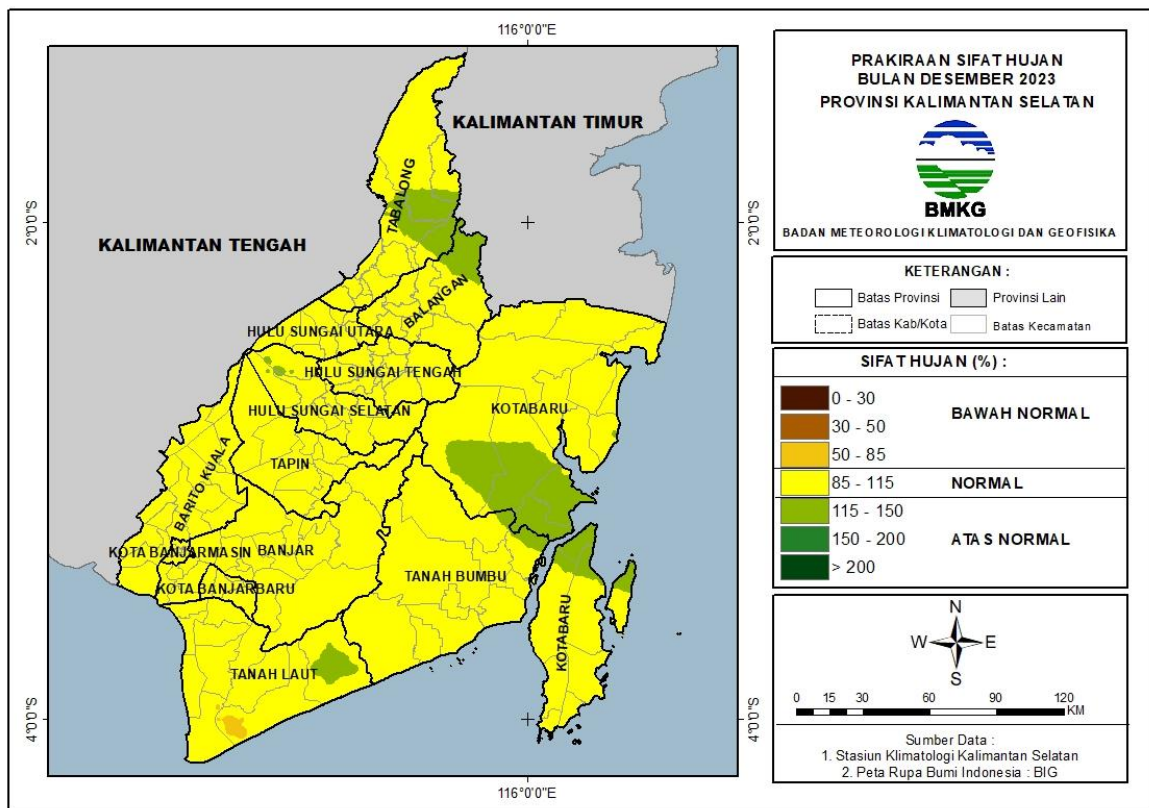 116°0'0"E
KALIMANTAN TIMUR
KALIMANTAN TENGAH
TABALONG
2°0'0"S
2°0'0"S
BALANGAN
HULU SUNGAI UTARA
HULU SUNGAI TENGAH
HULU SUNGAI SELATAN
KOTABARU
TAPIN
BARITO KUALA
KOTA BANJARMASIN
BANJAR
KOTA BANJARBARU
TANAH BUMBU
KOTABARU
TANAH LAUT
4°0'0"S
4°0'0"S
116°0'0"E
PRAKIRAAN SIFAT HUJAN
BULAN DESEMBER 2023
PROVINSI KALIMANTAN SELATAN
BMKG
BADAN METEOROLOGI KLIMATOLOGI DAN GEOFISIKA
KETERANGAN :
Batas Provinsi
Provinsi Lain
Batas Kab/Kota
Batas Kecamatan
SIFAT HUJAN (%) :
0 - 30
30 - 50
BAWAH NORMAL
50 - 85
85 - 115
NORMAL
115 - 150
150 - 200
ATAS NORMAL
> 200
N
W
E
S
0 15 30 60 90 120
KM
Sumber Data :
1. Stasiun Klimatologi Kalimantan Selatan
2. Peta Rupa Bumi Indonesia : BIG